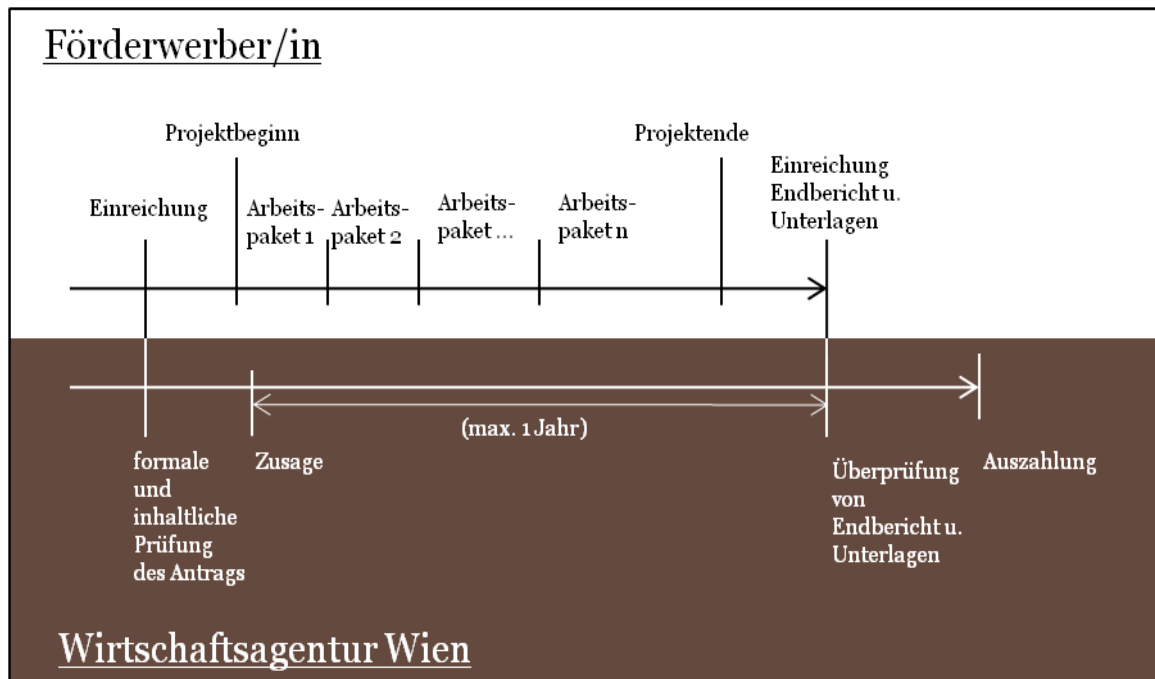 Förderwerber/in
Projektbeginn
Projektende
Einreichung
Endbericht u.
Unterlagen
Einreichung
Arbeits-
paket 1
Arbeits-
paket 2
Arbeits-
paket ...
Arbeits-
paket n
(max. 1 Jahr)
formale
und
inhaltliche
Prüfung
des Antrags
Zusage
Überprüfung
von
Endbericht u.
Unterlagen
Auszahlung
Wirtschaftsagentur Wien